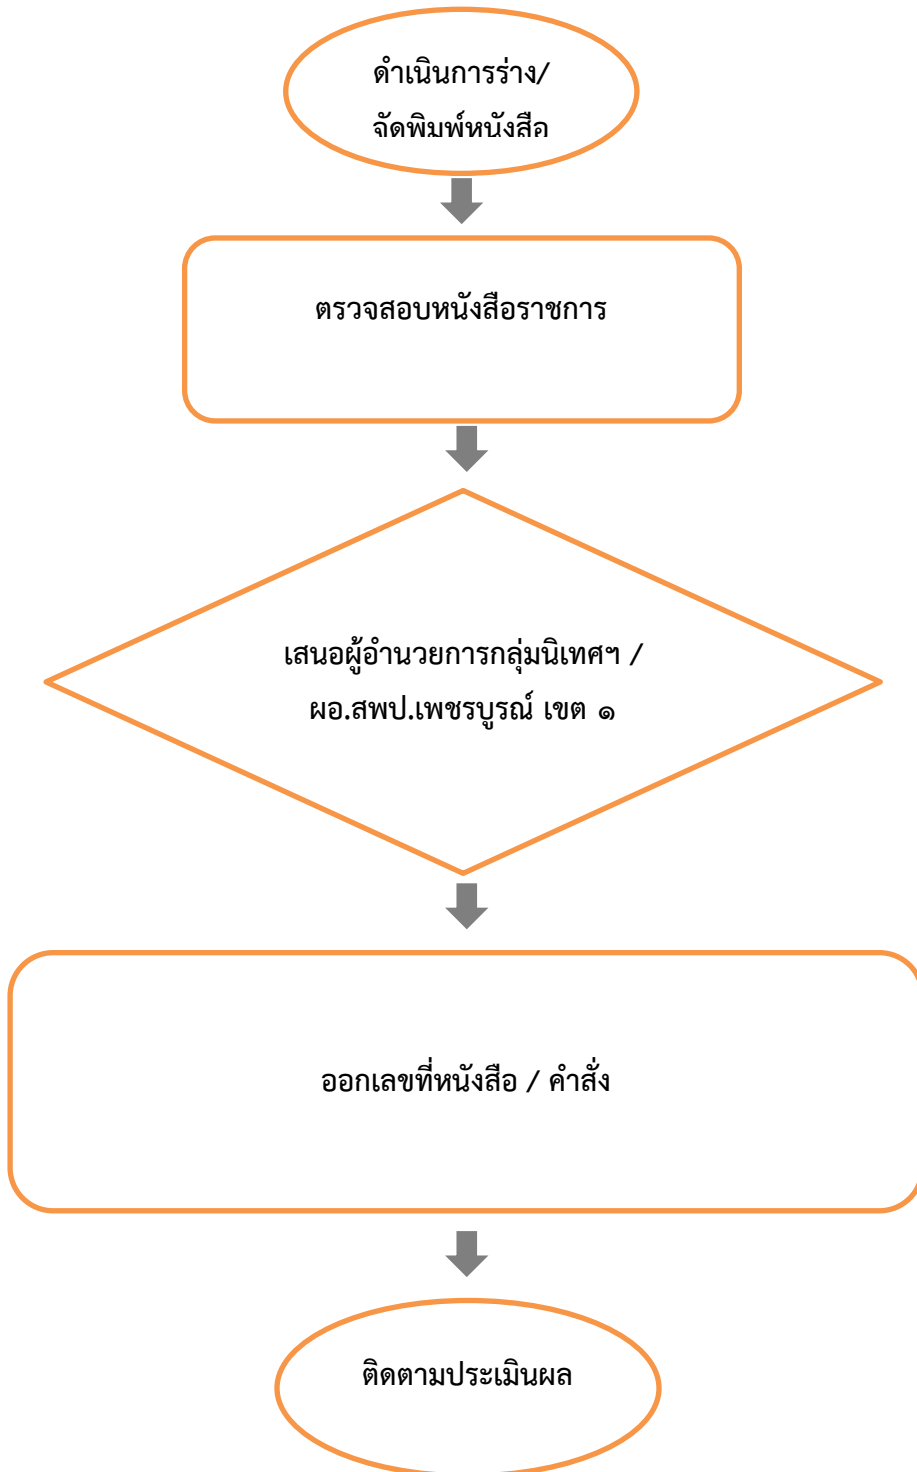 ดำเนินการร่าง/
จัดพิมพ์หนังสือ
ตรวจสอบหนังสือราชการ
เสนอผู้อำนวยการกลุ่มนิเทศฯ /
ผอ.สพป.เพชรบูรณ์ เขต ๑
ออกเลขที่หนังสือ / คำสั่ง
ติดตามประเมินผล